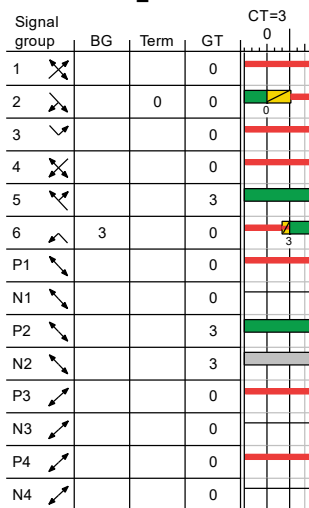 CT=3
Signal group BG Term GT 0
1 0
2 0 0 0
3 0
4 0
5 3
6 3 0 3
P1 0
N1 0
P2 3
N2 3
P3 0
N3 0
P4 0
N4 0